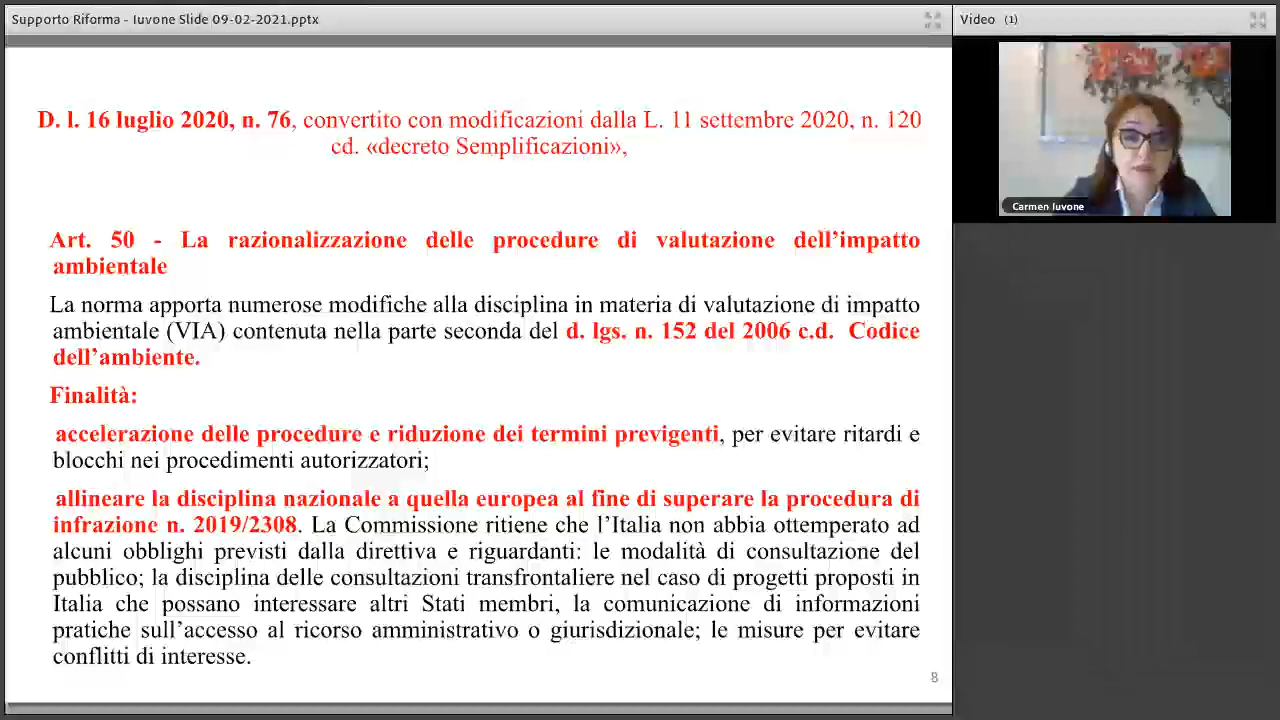 Supporto Riforma - Iuvone Slide 09-02-2021.pptx
Video (1)
Carmen Iuvone
D. l. 16 luglio 2020, n. 76, convertito con modificazioni dalla L. 11 settembre 2020, n. 120
cd. «decreto Semplificazioni»,
Art. 50 - La razionalizzazione delle procedure di valutazione dell’impatto
ambientale
La norma apporta numerose modifiche alla disciplina in materia di valutazione di impatto
ambientale (VIA) contenuta nella parte seconda del d. lgs. n. 152 del 2006 c.d. Codice
dell’ambiente.
Finalità:
accelerazione delle procedure e riduzione dei termini previgenti, per evitare ritardi e
blocchi nei procedimenti autorizzatori;
allineare la disciplina nazionale a quella europea al fine di superare la procedura di
infrazione n. 2019/2308. La Commissione ritiene che l’Italia non abbia ottemperato ad
alcuni obblighi previsti dalla direttiva e riguardanti: le modalità di consultazione del
pubblico; la disciplina delle consultazioni transfrontaliere nel caso di progetti proposti in
Italia che possano interessare altri Stati membri, la comunicazione di informazioni
pratiche sull’accesso al ricorso amministrativo o giurisdizionale; le misure per evitare
conflitti di interesse.
8